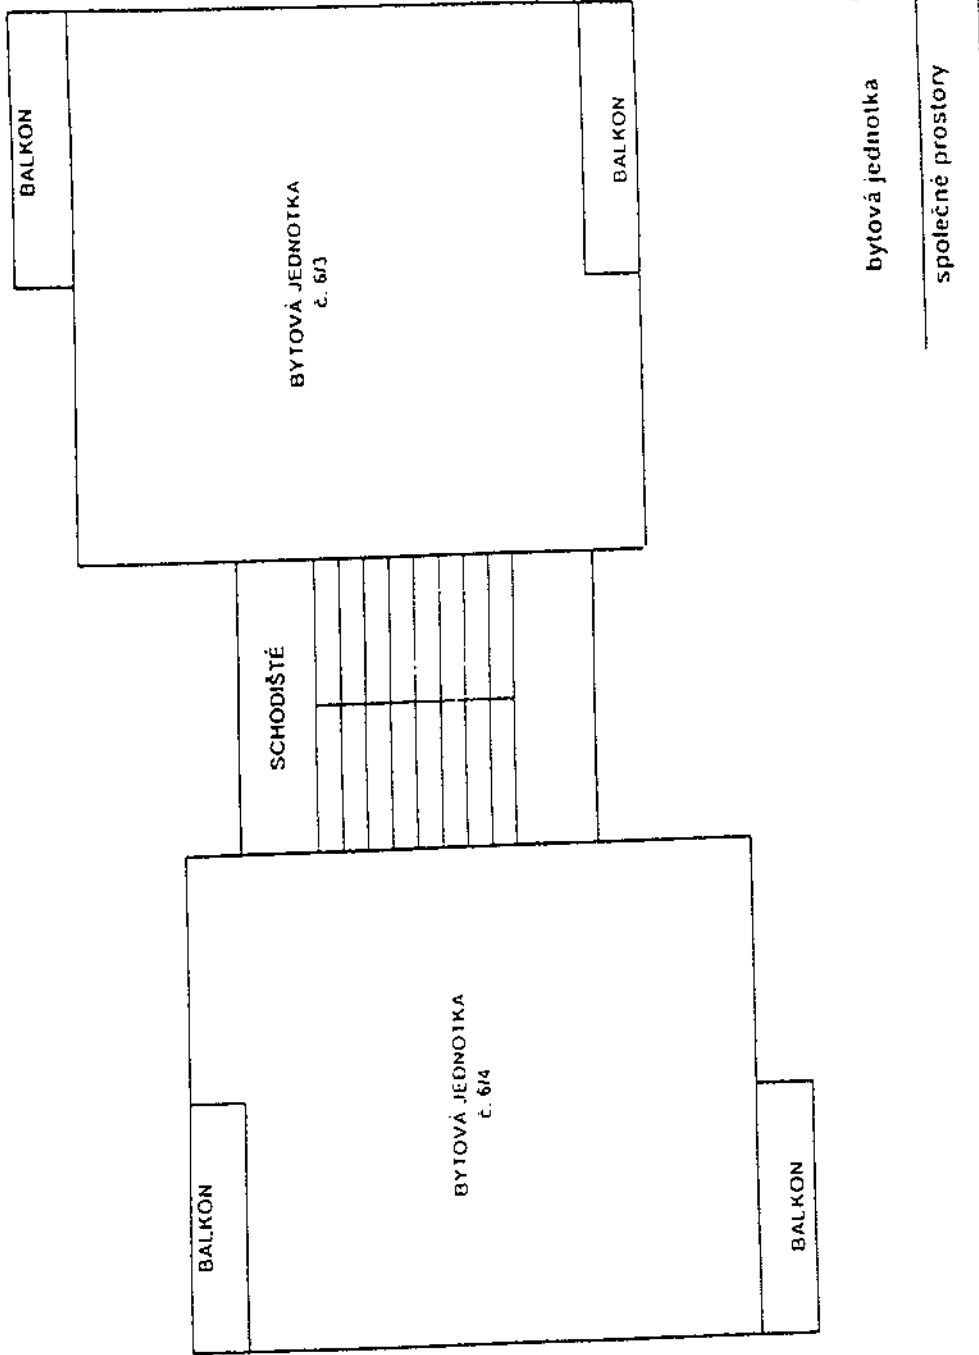 BALKON
BYTOVÁ JEDNOTKA
č. 6/4
BALKON
SCHODIŠTĚ
BALKON
BYTOVÁ JEDNOTKA
č. 6/3
BALKON
bytová jednotka
společné prostory